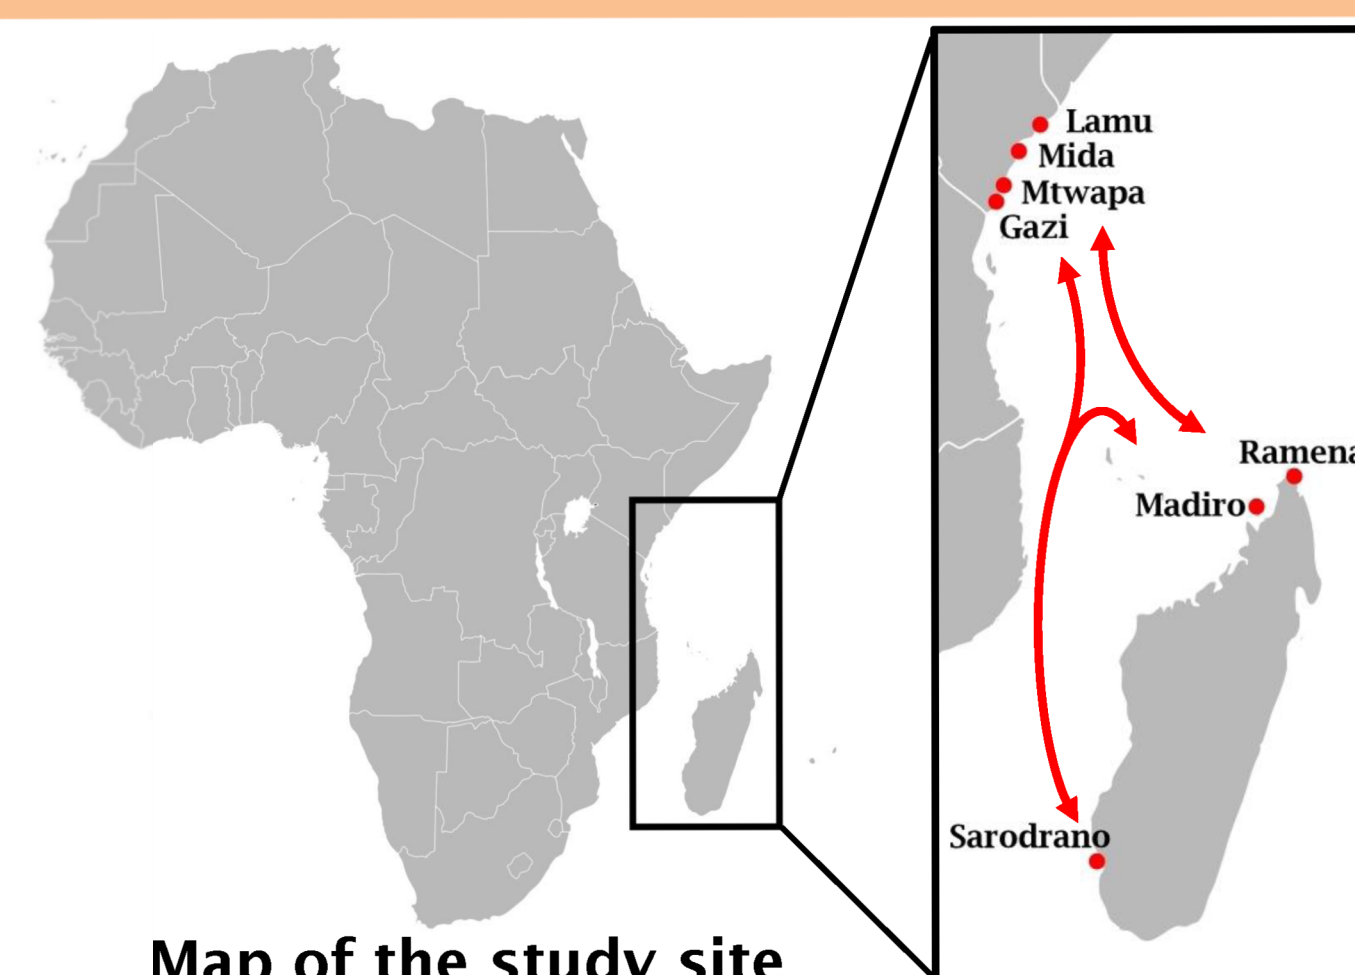 Lamu
Mida
Mtwapa
Gazi
Ramena
Madiro
Sarodrano
Map of the study site